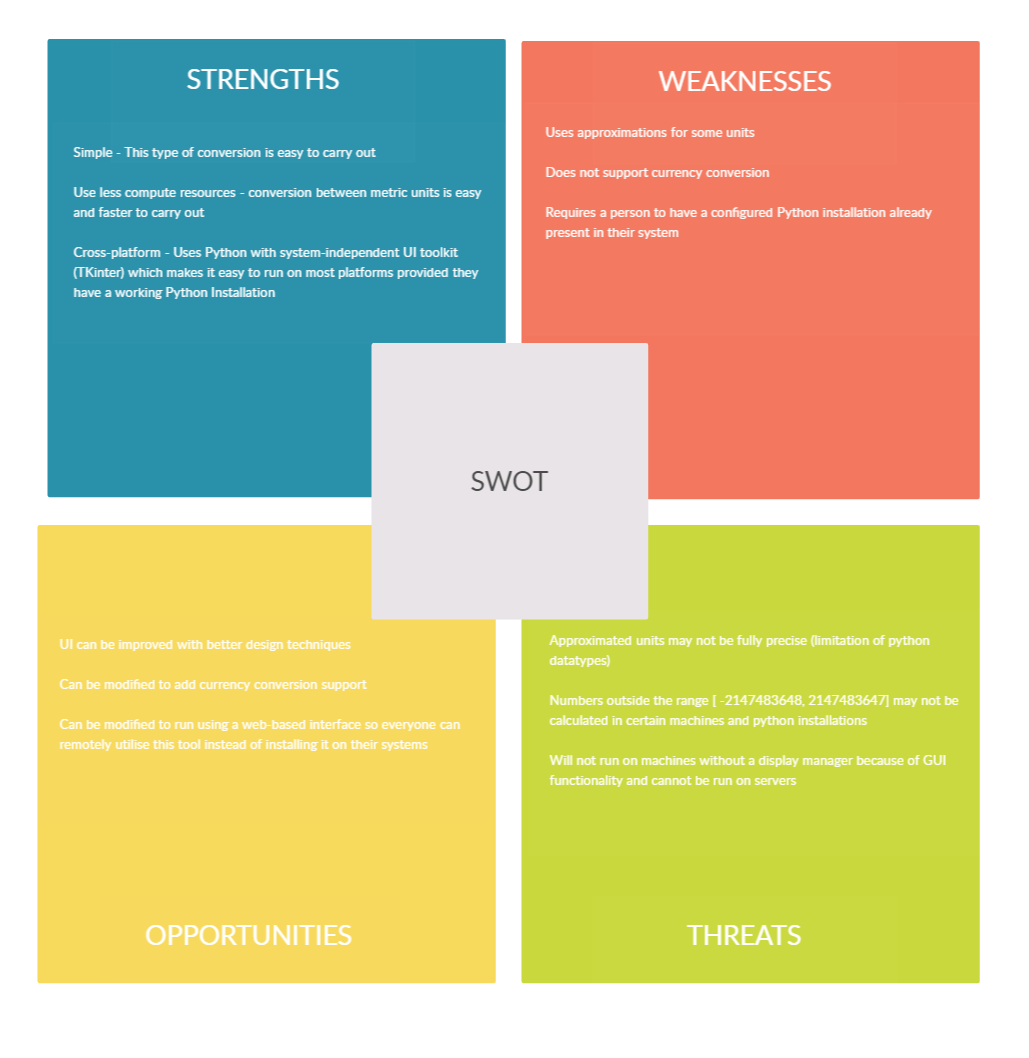 STRENGTHS
Simple - This type of conversion is easy to carry out
Use less compute resources - conversion between metric units is easy
and faster to carry out
Cross-platform - Uses Python with system-independent UI toolkit
(TKinter) which makes it easy to run on most platforms provided they
have a working Python Installation
WEAKNESSES
Uses approximations for some units
Does not support currency conversion
Requires a person to have a configured Python installation already
present in their system
SWOT
UI can be improved with better design techniques
Can be modified to add currency conversion support
Can be modified to run using a web-based interface so everyone can
remotely utilise this tool instead of installing it on their systems
OPPORTUNITIES
Approximated units may not be fully precise (limitation of python
datatypes)
Numbers outside the range [ -2147483648, 2147483647] may not be
calculated in certain machines and python installations
Will not run on machines without a display manager because of GUI
functionality and cannot be run on servers
THREATS